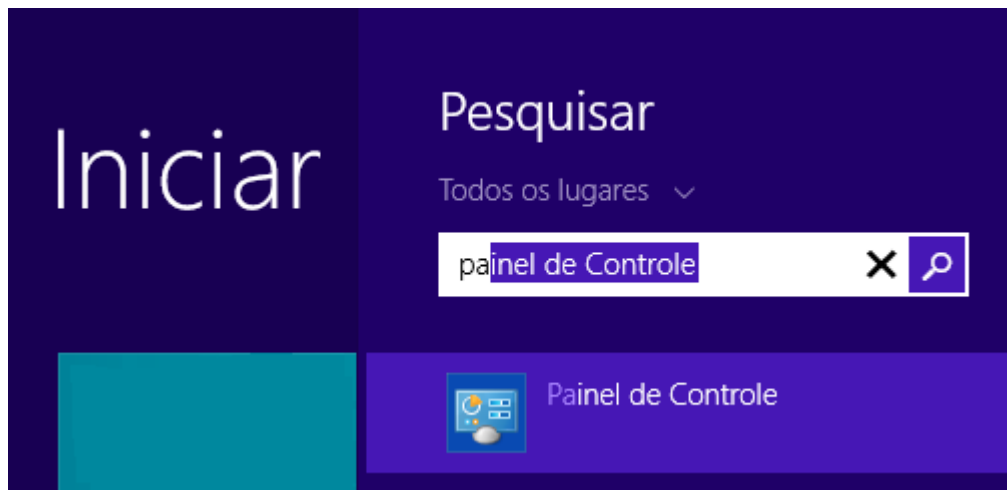 Iniciar
Pesquisar
Todos os lugares
painel de Controle
Painel de Controle